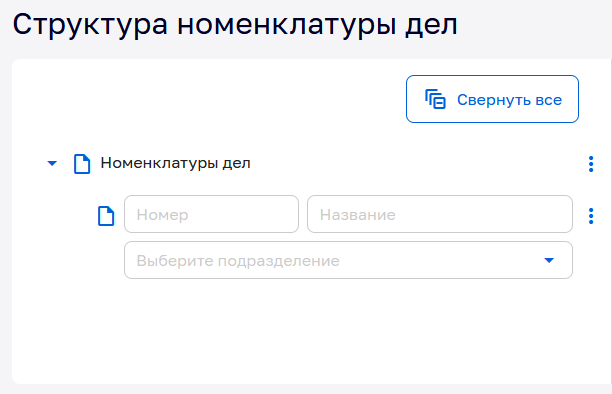 Структура номенклатуры дел
Свернуть все
Номенклатуры дел
Номер Название
Выберите подразделение